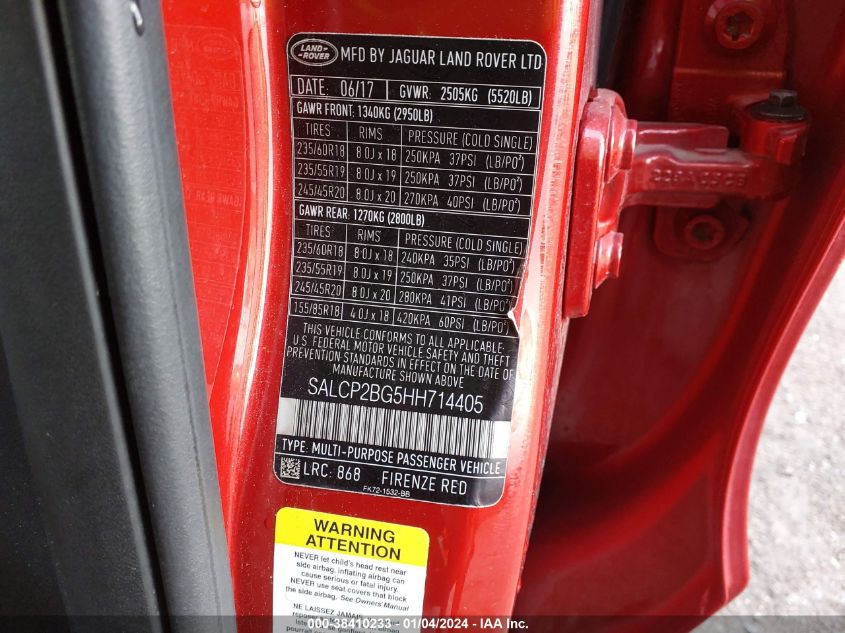 LAND-
-ROVER
MFD BY JAGUAR LAND ROVER LTD
DATE: 06/17 GVWR: 2505KG (5520LB)
GAWR FRONT: 1340KG (2950LB)
TIRES RIMS PRESSURE (COLD SINGLE)
235/60R18 8.0J x 18 250KPA 37PSI (LB/PO²)
235/55R19 8.0J x 19 250KPA 37PSI (LB/PO²)
245/45R20 8.0J x 20 270KPA 40PSI (LB/PO²)
GAWR REAR: 1270KG (2800LB)
TIRES RIMS PRESSURE (COLD SINGLE)
235/60R18 8.0J x 18 240KPA 35PSI (LB/PO²)
235/55R19 8.0J x 19 250KPA 37PSI (LB/PO²)
245/45R20 8.0J x 20 280KPA 41PSI (LB/PO²)
155/85R18 4.0J x 18 420KPA 60PSI (LB/PO²)
THIS VEHICLE CONFORMS TO ALL APPLICABLE
U.S. FEDERAL MOTOR VEHICLE SAFETY AND THEFT
PREVENTION STANDARDS IN EFFECT ON THE DATE OF
MANUFACTURE SHOWN ABOVE
SALCP2BG5HH714405
TYPE: MULTI-PURPOSE PASSENGER VEHICLE
LRC: 868 FIRENZE RED
FK72-1532-BB
WARNING
ATTENTION
NEVER let child's head rest near
side airbag, inflating airbag can
cause serious or fatal injury.
NEVER use seat covers that block
the side airbag. See Owners' Manual
NE LAISSEZ JAMAIS
000-38410233 - 01/04/2024 - IAA Inc.